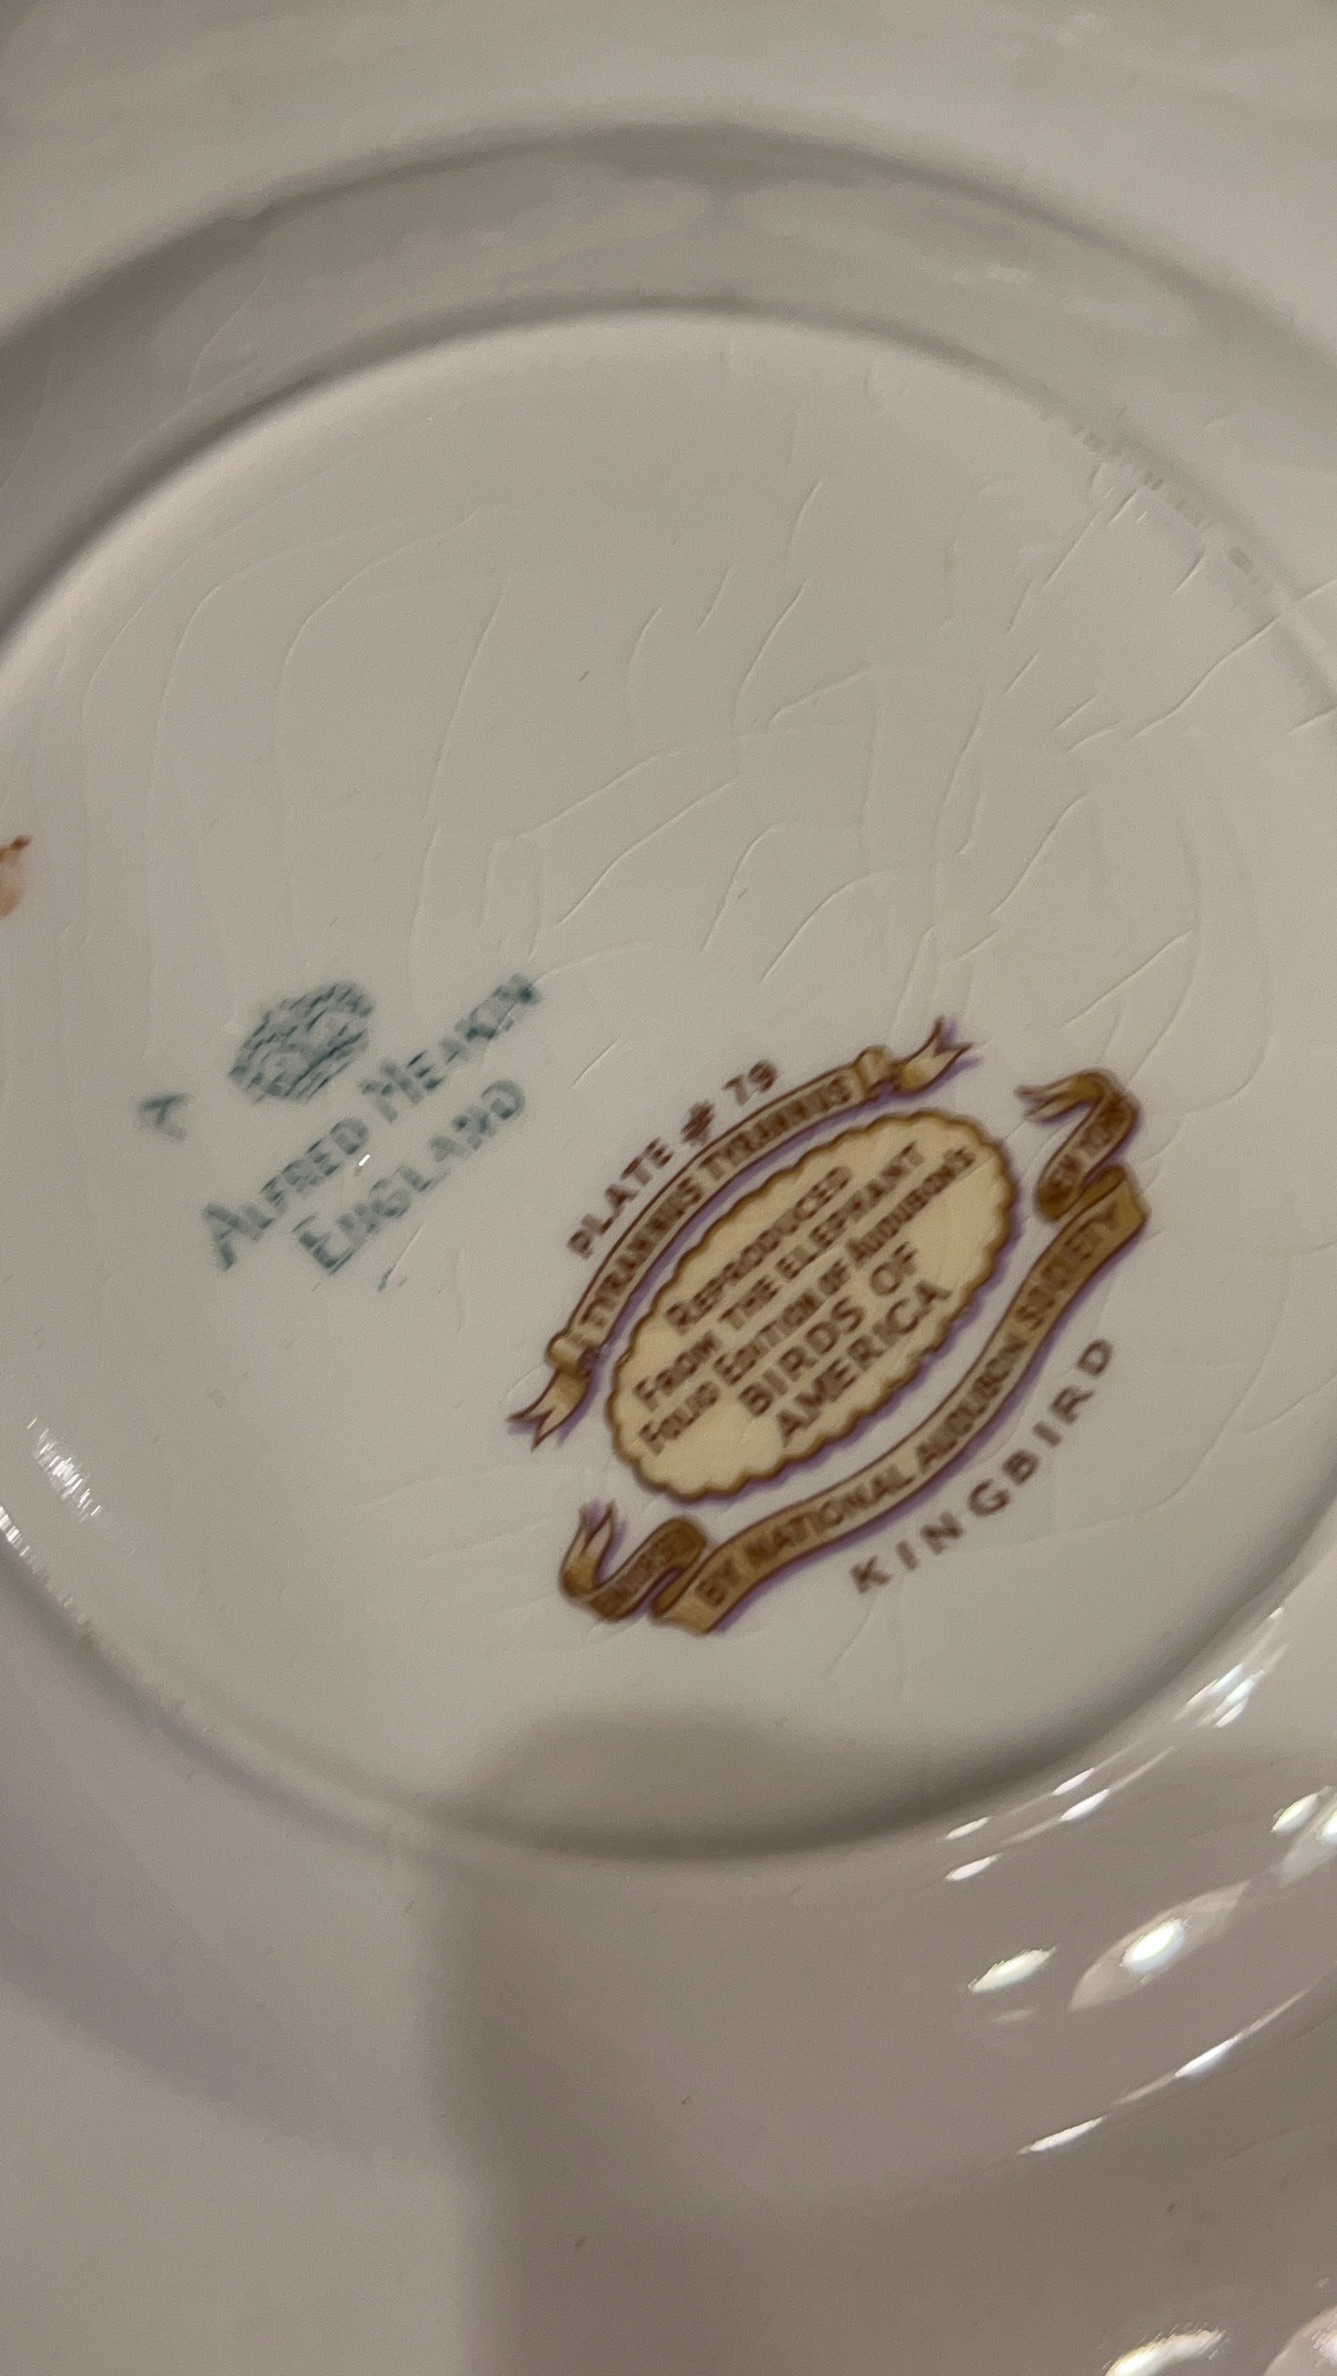 ALFRED MEAKIN
ENGLAND
PLATE # 79
TYRANNUS TYRANNUS
REPRODUCED
FROM THE ELEPHANT
FOLIO EDITION OF AUDUBON'S
BIRDS OF
AMERICA
ENDORSED
BY NATIONAL AUDUBON SOCIETY
NEW YORK
KINGBIRD